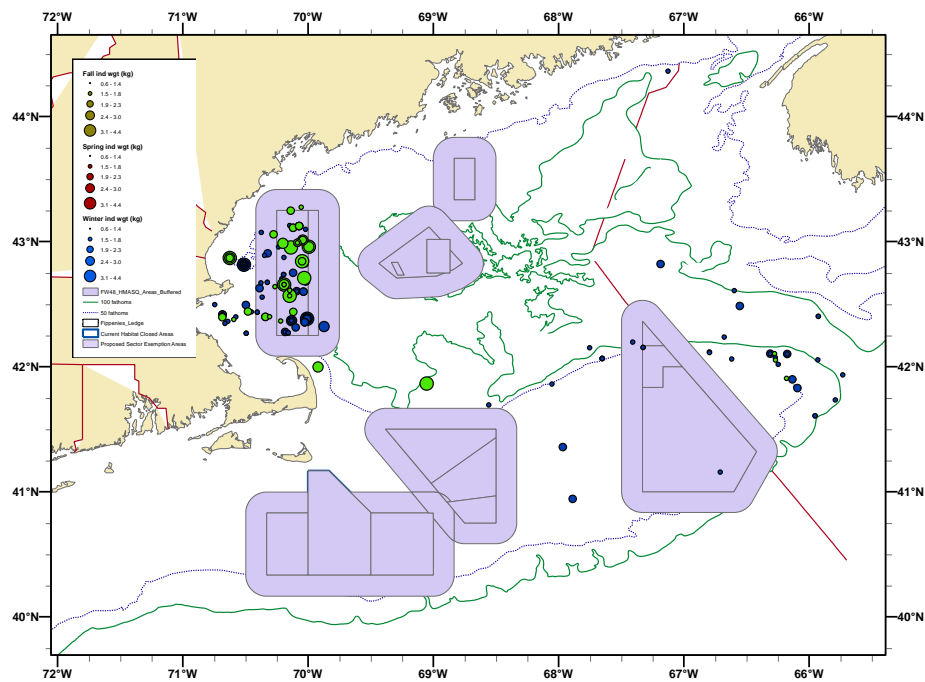 72°W 71°W 70°W 69°W 68°W 67°W 66°W
44°N 44°N
43°N 43°N
42°N 42°N
41°N 41°N
40°N 40°N
72°W 71°W 70°W 69°W 68°W 67°W 66°W
Fall ind wgt (kg)
0.6 - 1.4
1.5 - 1.8
1.9 - 2.3
2.4 - 3.0
3.1 - 4.4
Spring ind wgt (kg)
0.6 - 1.4
1.5 - 1.8
1.9 - 2.3
2.4 - 3.0
3.1 - 4.4
Winter ind wgt (kg)
0.6 - 1.4
1.5 - 1.8
1.9 - 2.3
2.4 - 3.0
3.1 - 4.4
FW48_HMASQ_Areas_Buffered
100 fathoms
50 fathoms
Fippenies_Ledge
Current Habitat Closed Areas
Proposed Sector Exemption Areas